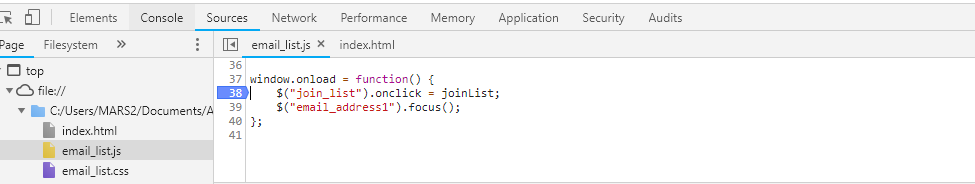 Elements Console Sources Network Performance Memory Application Security Audits
Page Filesystem » email_list.js × index.html
top
file://
C:/Users/MARS2/Documents/A
index.html
email_list.js
email_list.css
36
37 window.onload = function() {
38 $("join_list").onclick = joinList;
39 $("email_address1").focus();
40 };
41